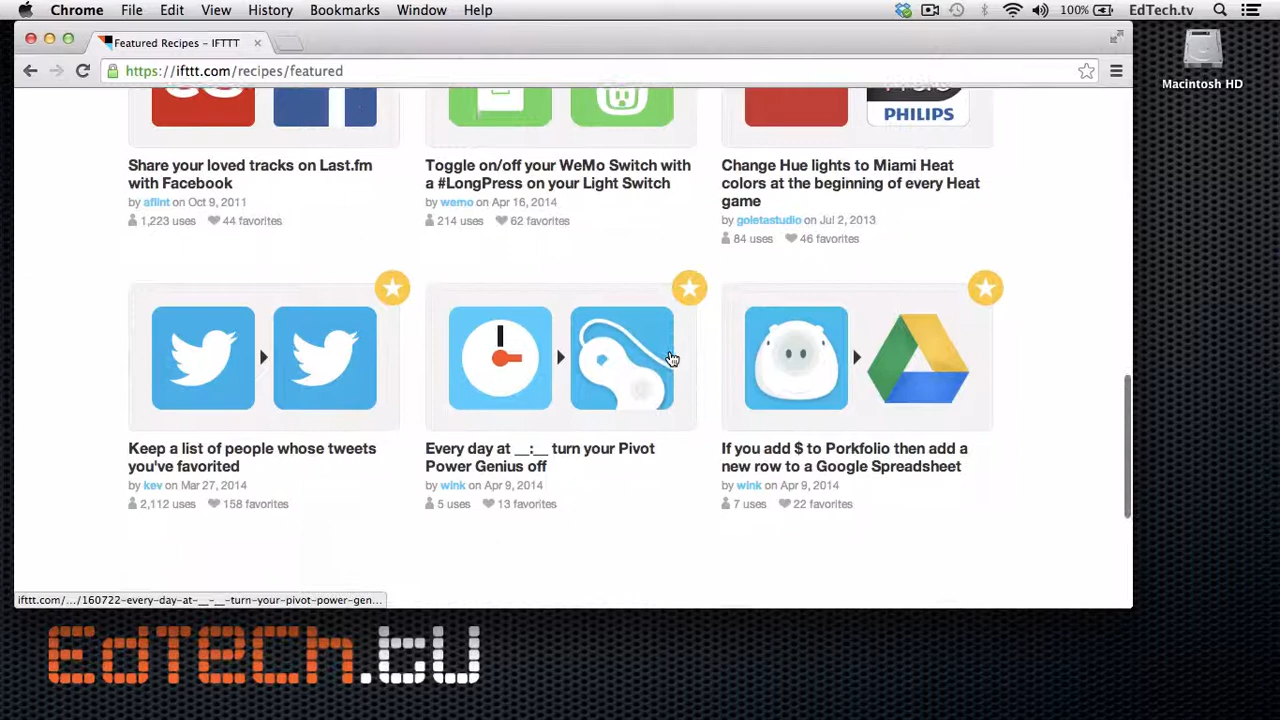 Chrome File Edit View History Bookmarks Window Help 100% EdTech.tv
Featured Recipes – IFTTT
https://ifttt.com/recipes/featured
Macintosh HD
PHILIPS
Share your loved tracks on Last.fm
with Facebook
by aflint on Oct 9, 2011
1,223 uses 44 favorites
Toggle on/off your WeMo Switch with
a #LongPress on your Light Switch
by wemo on Apr 16, 2014
214 uses 62 favorites
Change Hue lights to Miami Heat
colors at the beginning of every Heat
game
by goletastudio on Jul 2, 2013
84 uses 46 favorites
Keep a list of people whose tweets
you've favorited
by kev on Mar 27, 2014
2,112 uses 158 favorites
Every day at __:__ turn your Pivot
Power Genius off
by wink on Apr 9, 2014
5 uses 13 favorites
If you add $ to Porkfolio then add a
new row to a Google Spreadsheet
by wink on Apr 9, 2014
7 uses 22 favorites
ifttt.com/.../160722-every-day-at-__-__-turn-your-pivot-power-gen...
EdTech.tv